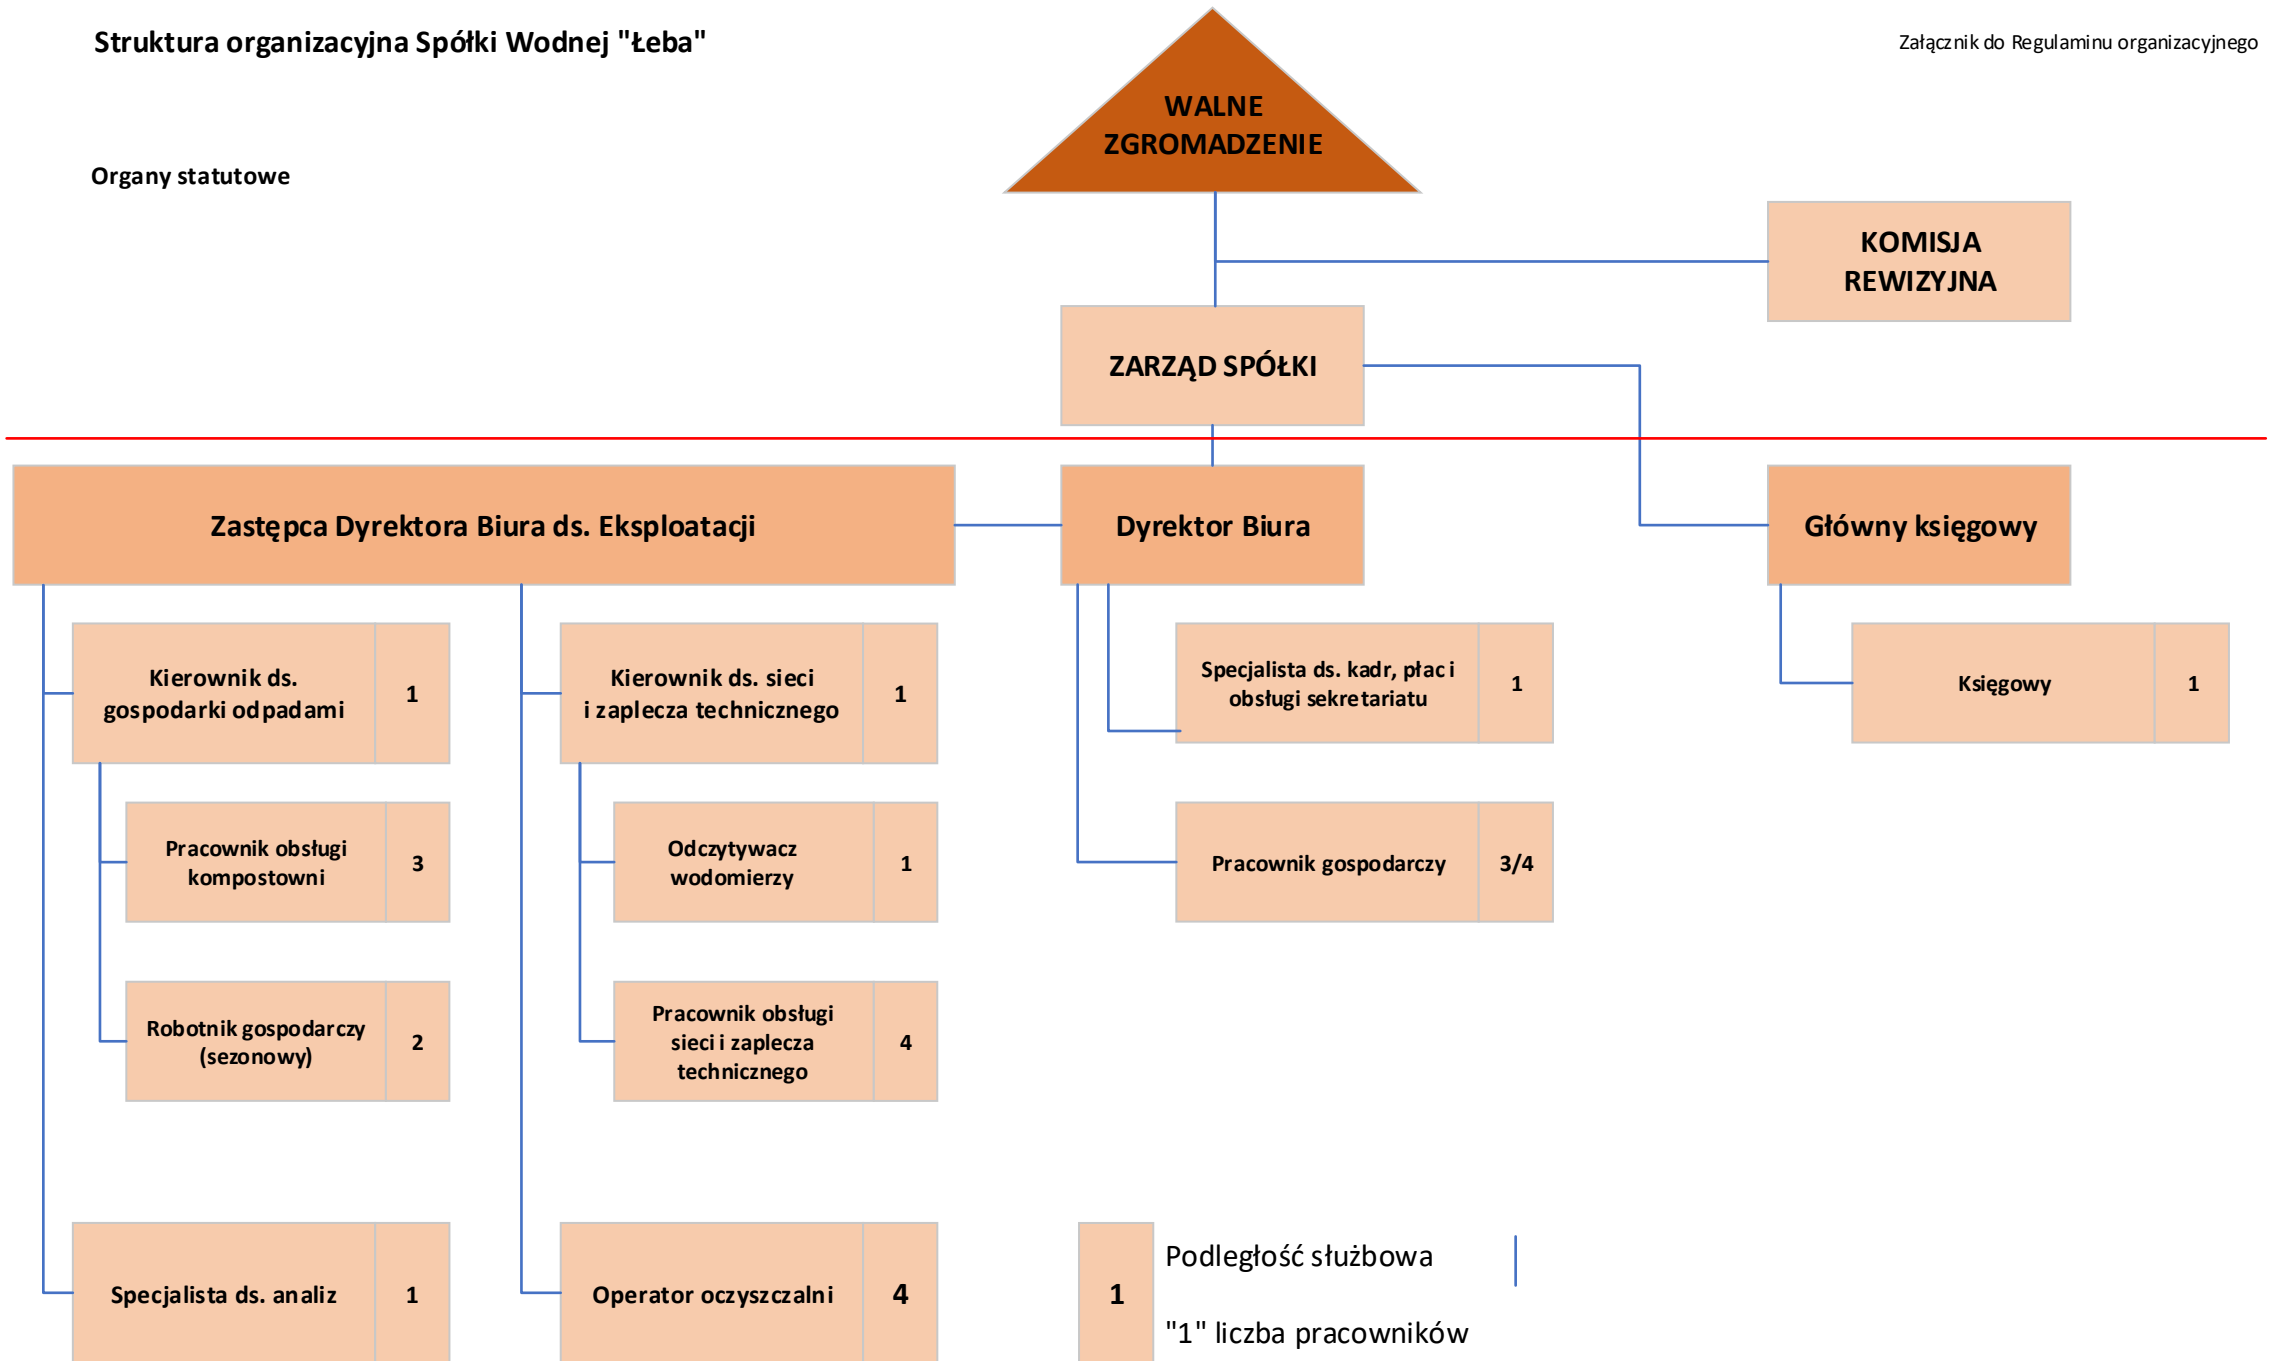 Struktura organizacyjna Spółki Wodnej "Łeba"
Załącznik do Regulaminu organizacyjnego
WALNE
ZGROMADZENIE
Organy statutowe
KOMISJA
REWIZYJNA
ZARZĄD SPÓŁKI
Zastępca Dyrektora Biura ds. Eksploatacji
Dyrektor Biura
Główny księgowy
Kierownik ds.
gospodarki odpadami
1
Kierownik ds. sieci
i zaplecza technicznego
1
Specjalista ds. kadr, płac i
obsługi sekretariatu
1
Księgowy
1
Pracownik obsługi
kompostowni
3
Odczytywacz
wodomierzy
1
Pracownik gospodarczy
3/4
Robotnik gospodarczy
(sezonowy)
2
Pracownik obsługi
sieci i zaplecza
technicznego
4
Specjalista ds. analiz
1
Operator oczyszczalni
4
1
Podległość służbowa
"1" liczba pracowników